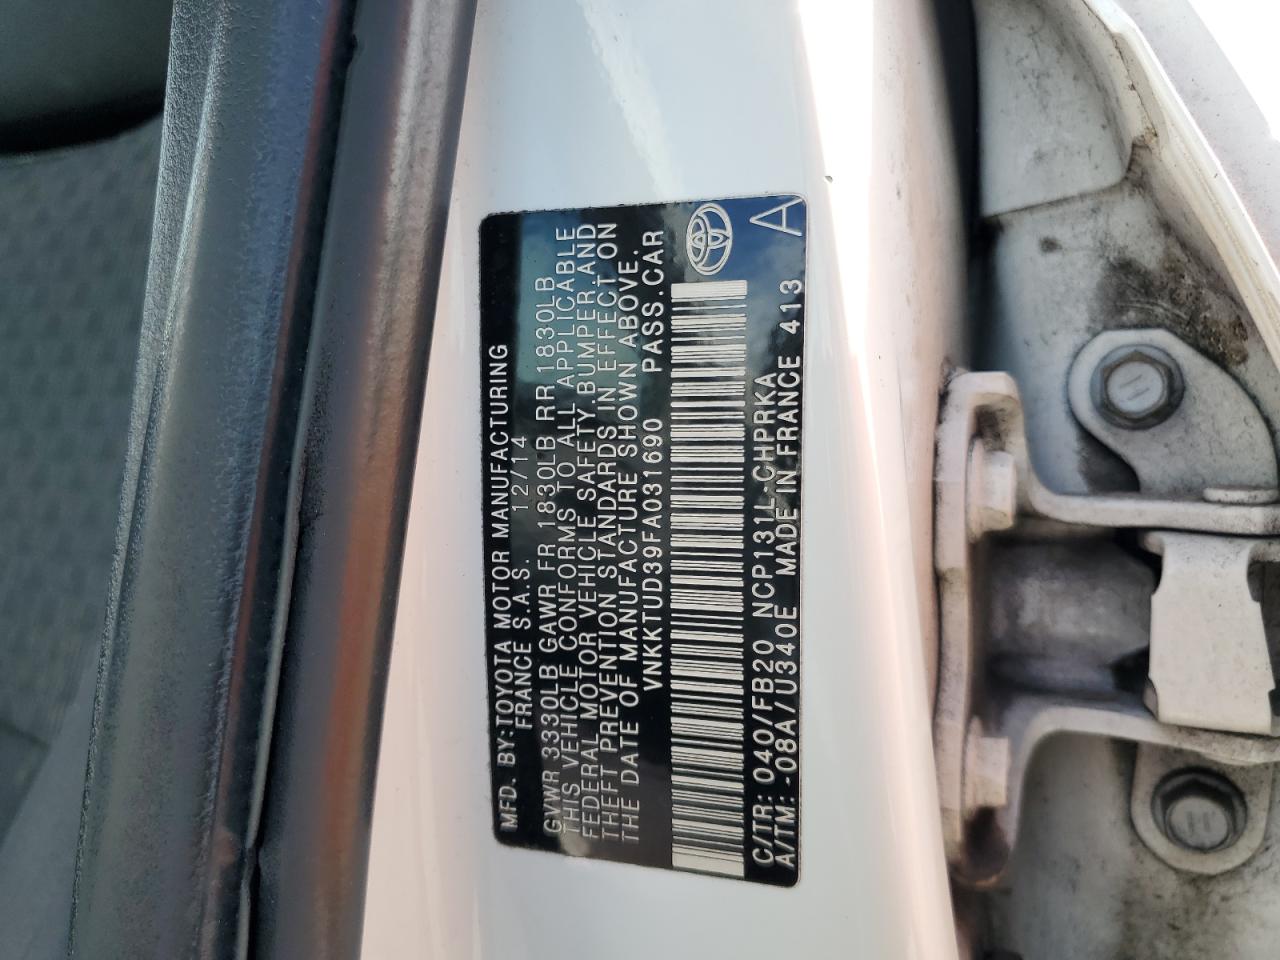 MFD. BY:TOYOTA MOTOR MANUFACTURING
FRANCE S.A.S. 12/14
GVWR 3330LB GAWR FR 1830LB RR 1830LB
THIS VEHICLE CONFORMS TO ALL APPLICABLE
FEDERAL MOTOR VEHICLE SAFETY,BUMPER,AND
THEFT PREVENTION STANDARDS IN EFFECT ON
THE DATE OF MANUFACTURE SHOWN ABOVE.
VNKKTUD39FA031690 PASS.CAR
C/TR: 040/FB20 NCP131L-CHPRKA A
A/TM:-08A/U340E MADE IN FRANCE 413